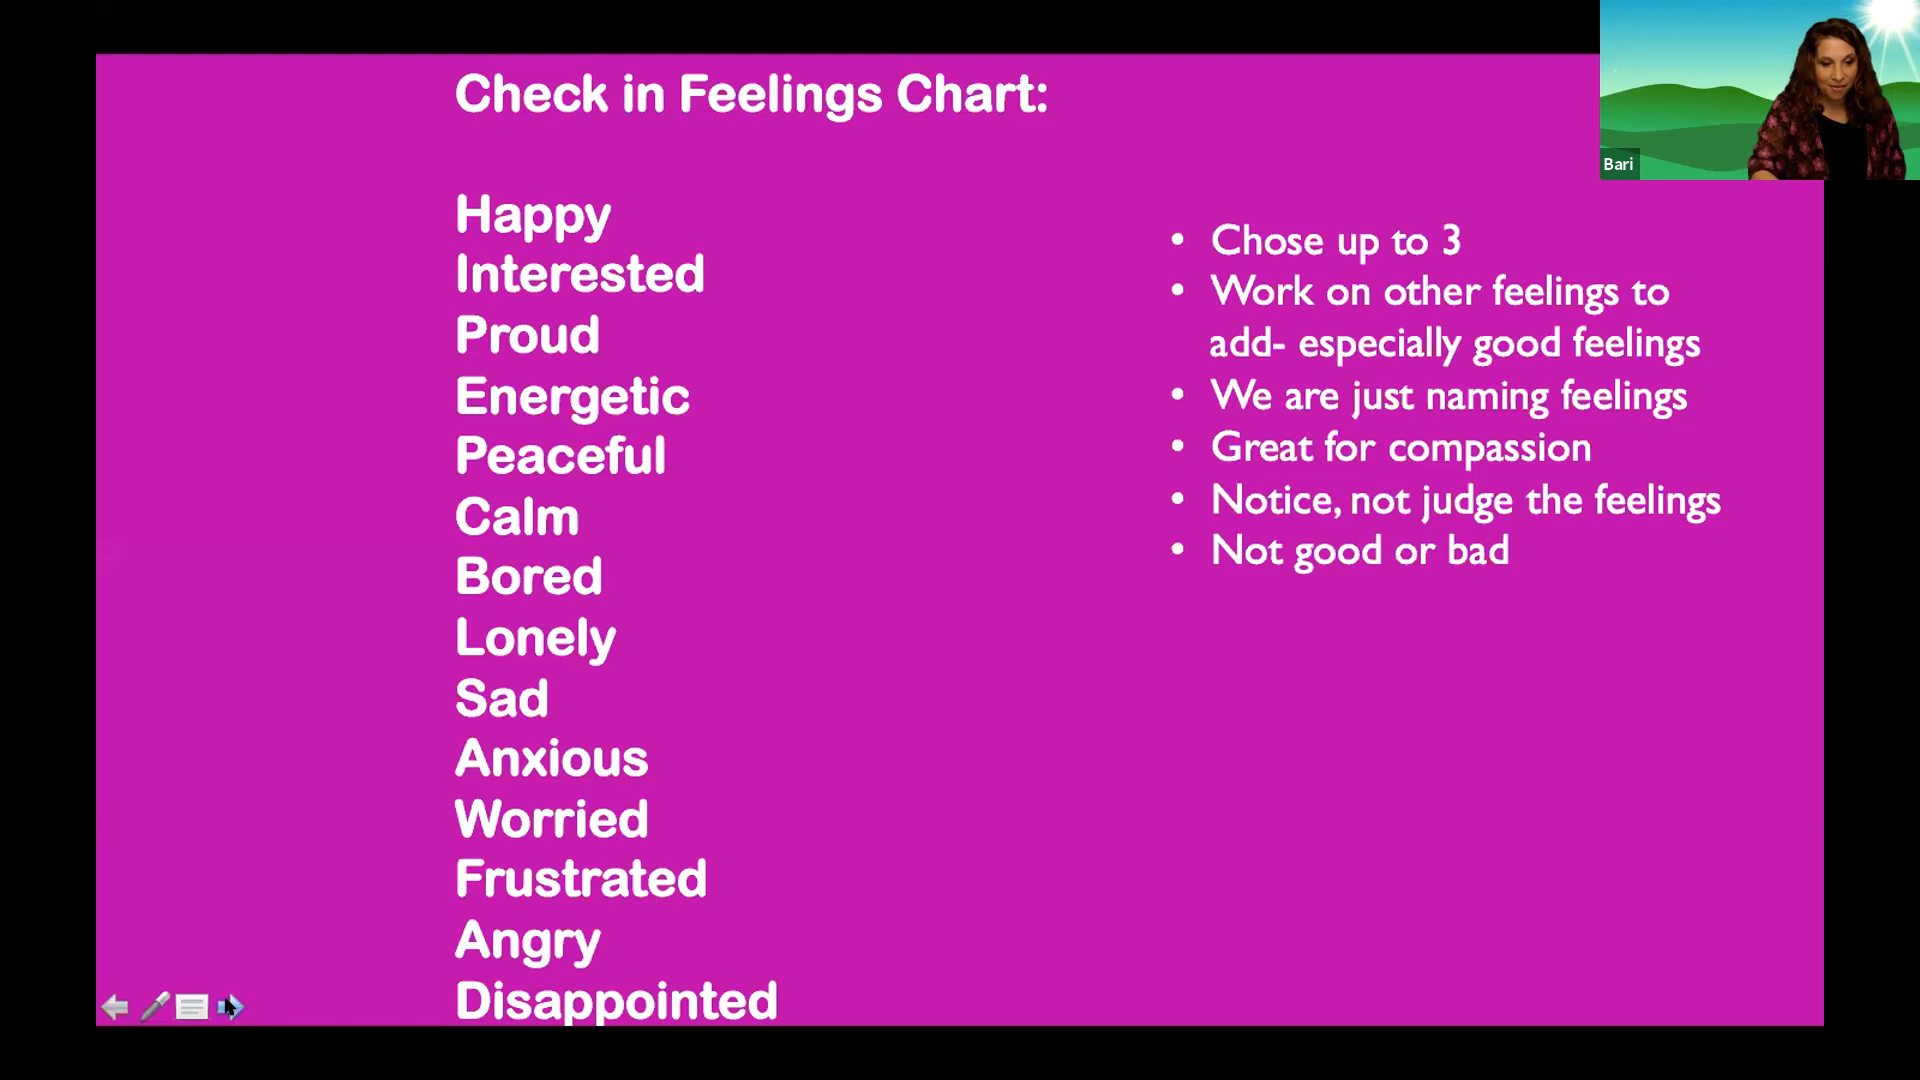 Check in Feelings Chart:
Happy
Interested
Proud
Energetic
Peaceful
Calm
Bored
Lonely
Sad
Anxious
Worried
Frustrated
Angry
Disappointed
• Chose up to 3
• Work on other feelings to
add- especially good feelings
• We are just naming feelings
• Great for compassion
• Notice, not judge the feelings
• Not good or bad
Bari